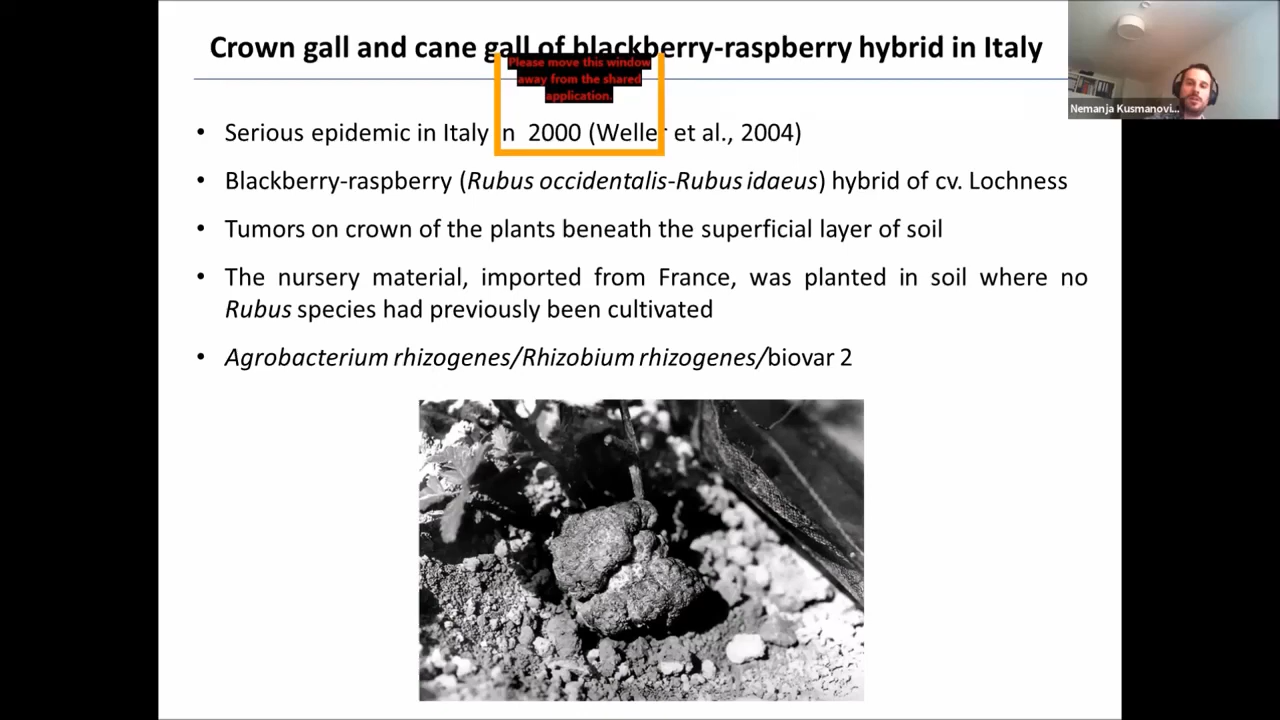 Crown gall and cane gall of blackberry-raspberry hybrid in Italy
Please move this window
away from the shared
application.
Nemanja Kusmanovi...
• Serious epidemic in Italy in 2000 (Weller et al., 2004)
• Blackberry-raspberry (Rubus occidentalis-Rubus idaeus) hybrid of cv. Lochness
• Tumors on crown of the plants beneath the superficial layer of soil
• The nursery material, imported from France, was planted in soil where no
Rubus species had previously been cultivated
• Agrobacterium rhizogenes/Rhizobium rhizogenes/biovar 2